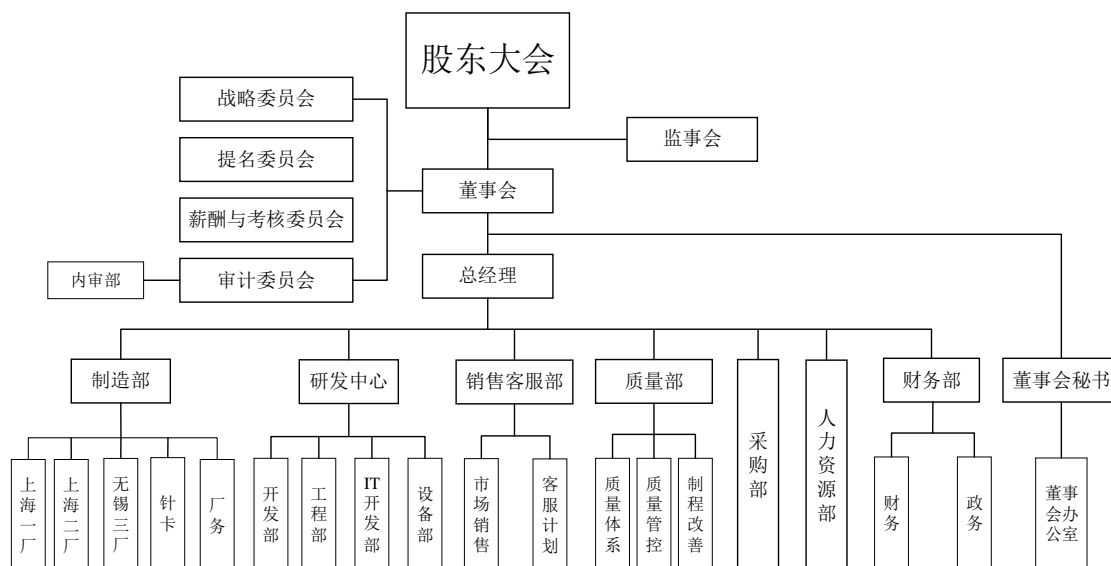 股东大会
战略委员会
监事会
提名委员会
董事会
薪酬与考核委员会
内审部
审计委员会
总经理
制造部
研发中心
销售客服部
质量部
采购部
人力资源部
财务部
董事会秘书
上海一厂
上海二厂
无锡三厂
针卡
厂务
开发部
工程部
IT开发部
设备部
市场销售
客服计划
质量体系
质量管控
制程改善
财务
政务
董事
会办
公室